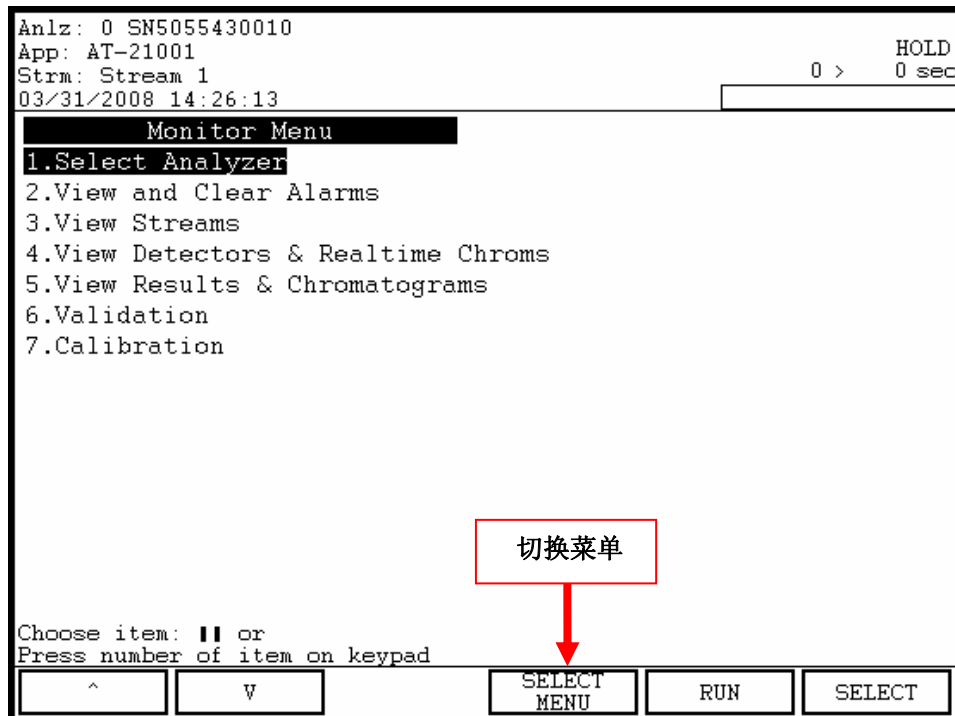 Anlz: 0 SN5055430010
App: AT-21001
HOLD
Strm: Stream 1
0 > 0 sec
03/31/2008 14:26:13
Monitor Menu
1.Select Analyzer
2.View and Clear Alarms
3.View Streams
4.View Detectors & Realtime Chroms
5.View Results & Chromatograms
6.Validation
7.Calibration
切换菜单
Choose item: ▐▐ or
Press number of item on keypad
^ V SELECT MENU RUN SELECT